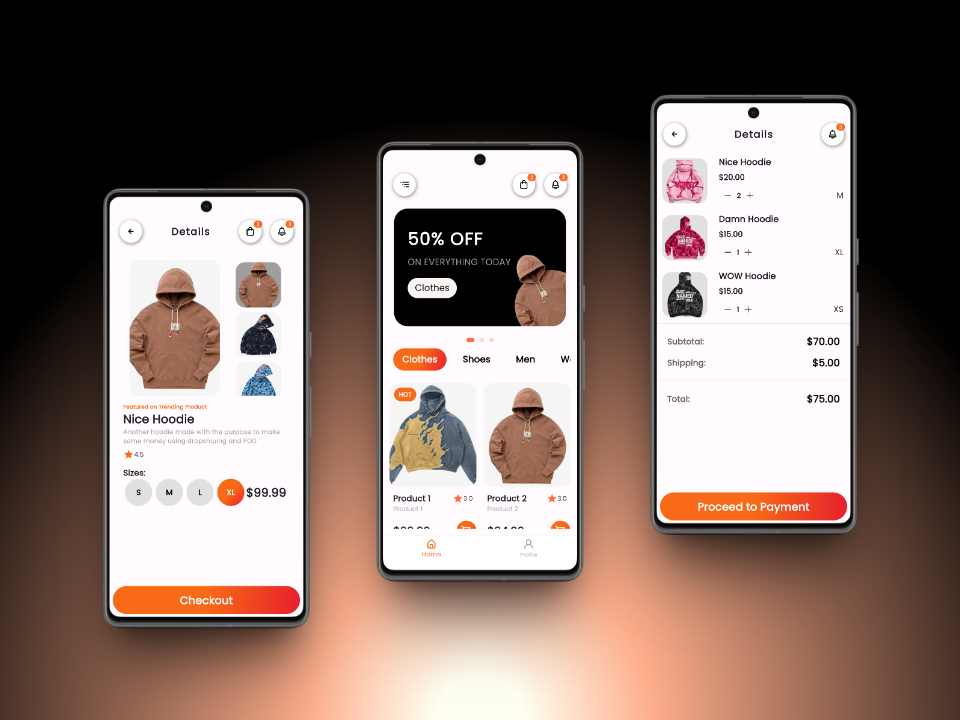 Details
2
3
Featured on Trending Product
Nice Hoodie
Another hoodie made with the purpose to make
some money using dropshiping and POD
4.5
Sizes:
S M L XL $99.99
Checkout
50% OFF
ON EVERYTHING TODAY
Clothes
Clothes Shoes Men
HOT
Product 1 3.0
Product 1
Product 2 3.0
Product 2
Home Profile
Details
3
Nice Hoodie
$20.00
— 2 + M
Damn Hoodie
$15.00
— 1 + XL
WOW Hoodie
$15.00
— 1 + XS
Subtotal: $70.00
Shipping: $5.00
Total: $75.00
Proceed to Payment